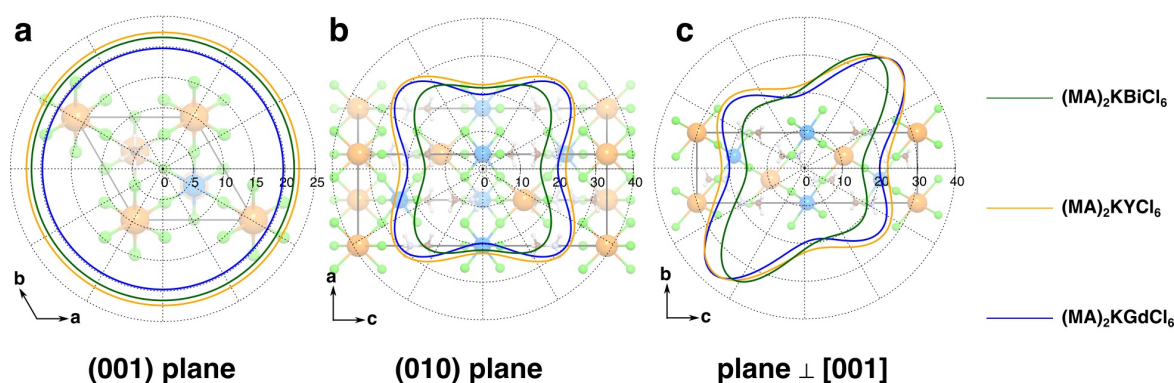 a
b
c
0 5 10 15 20 25
0 10 20 30 40
0 10 20 30 40
b
a
a
c
b
c
(001) plane
(010) plane
plane ⊥ [001]
(MA)₂KBiCl₆
(MA)₂KYCl₆
(MA)₂KGdCl₆